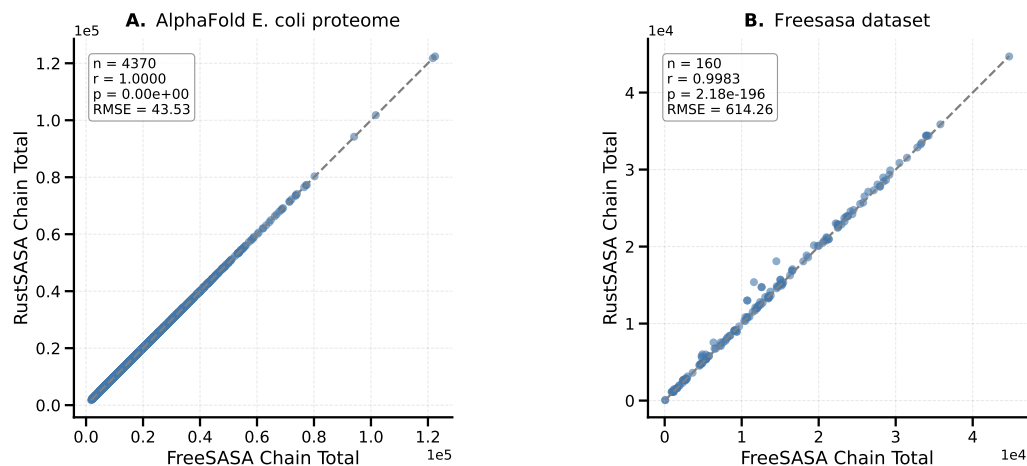 A. AlphaFold E. coli proteome
1e5
n = 4370
r = 1.0000
p = 0.00e+00
RMSE = 43.53
RustSASA Chain Total
1.2
1.0
0.8
0.6
0.4
0.2
0.0
0.0 0.2 0.4 0.6 0.8 1.0 1.2
FreeSASA Chain Total
1e5
B. Freesasa dataset
1e4
n = 160
r = 0.9983
p = 2.18e-196
RMSE = 614.26
RustSASA Chain Total
4
3
2
1
0
0 1 2 3 4
FreeSASA Chain Total
1e4